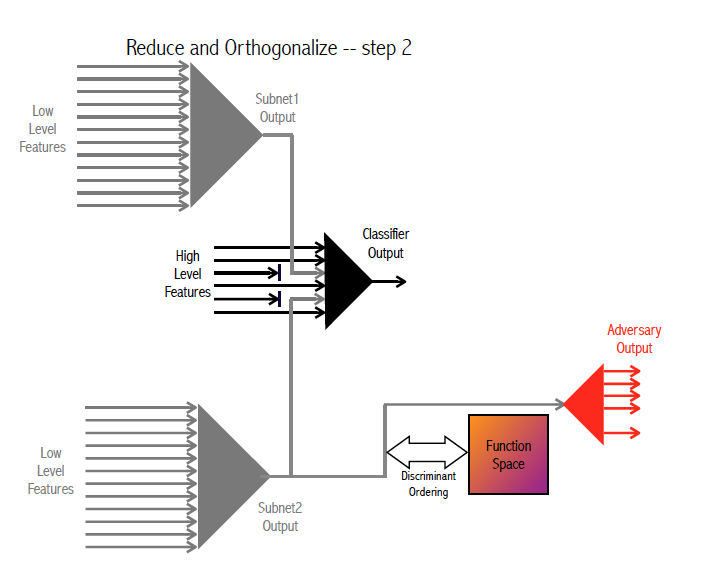 Reduce and Orthogonalize -- step 2
Low
Level
Features
Subnet1
Output
High
Level
Features
Classifier
Output
Adversary
Output
Low
Level
Features
Subnet2
Output
Discriminant
Ordering
Function
Space